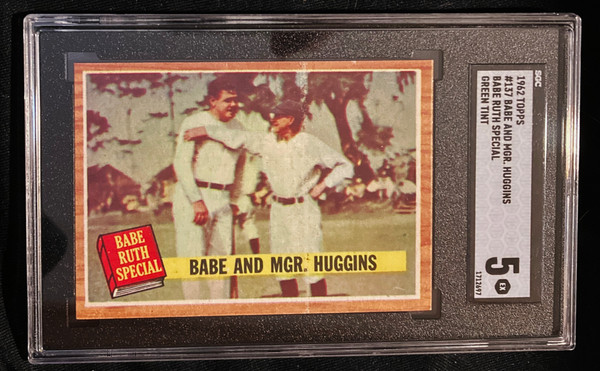 BABE
RUTH
SPECIAL
BABE AND MGR. HUGGINS
SGC
1962 TOPPS
#137 BABE AND MGR. HUGGINS
BABE RUTH SPECIAL
GREEN TINT
5 EX
1712697